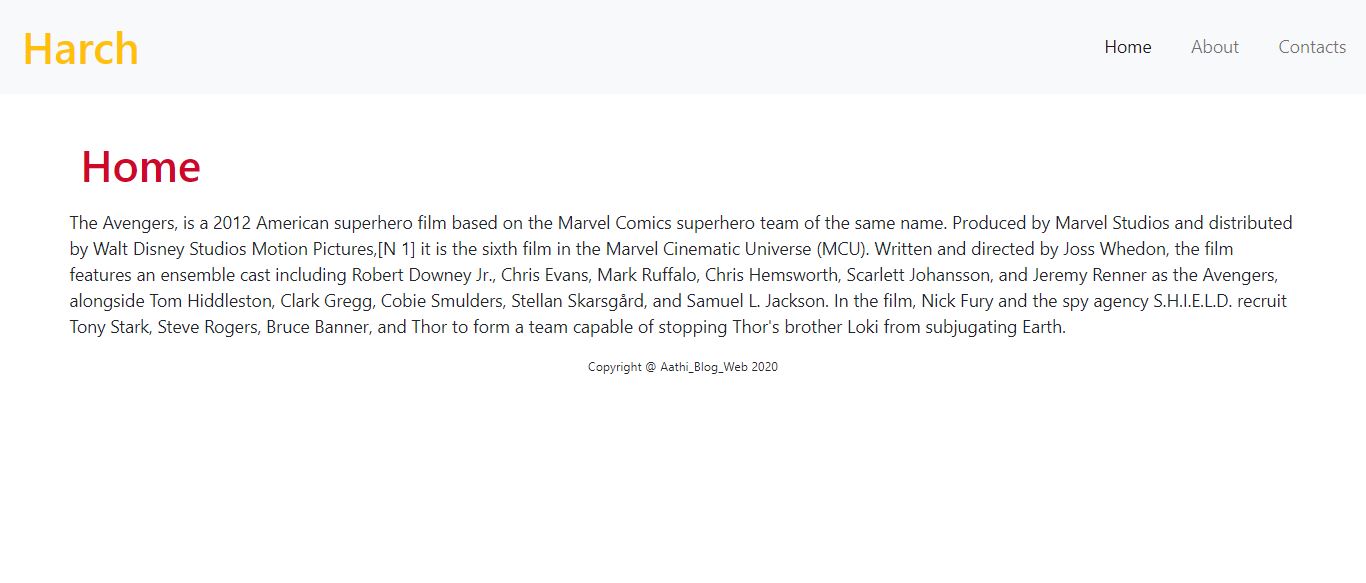 Harch
Home About Contacts
Home
The Avengers, is a 2012 American superhero film based on the Marvel Comics superhero team of the same name. Produced by Marvel Studios and distributed
by Walt Disney Studios Motion Pictures,[N 1] it is the sixth film in the Marvel Cinematic Universe (MCU). Written and directed by Joss Whedon, the film
features an ensemble cast including Robert Downey Jr., Chris Evans, Mark Ruffalo, Chris Hemsworth, Scarlett Johansson, and Jeremy Renner as the Avengers,
alongside Tom Hiddleston, Clark Gregg, Cobie Smulders, Stellan Skarsgård, and Samuel L. Jackson. In the film, Nick Fury and the spy agency S.H.I.E.L.D. recruit
Tony Stark, Steve Rogers, Bruce Banner, and Thor to form a team capable of stopping Thor's brother Loki from subjugating Earth.
Copyright @ Aathi_Blog_Web 2020